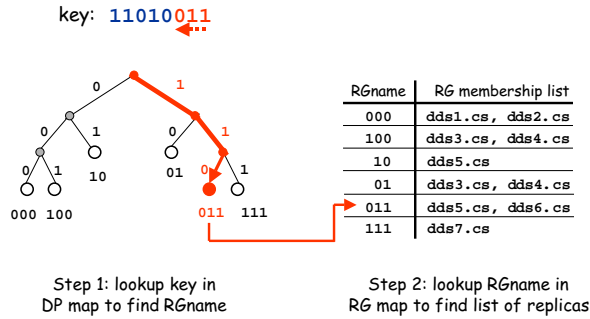 key: 11010011
0 1
0 1 0 1
0 1 10 01 0 1
000 100 011 111
RGname RG membership list
000 dds1.cs, dds2.cs
100 dds3.cs, dds4.cs
10 dds5.cs
01 dds3.cs, dds4.cs
011 dds5.cs, dds6.cs
111 dds7.cs
Step 1: lookup key in
DP map to find RGname
Step 2: lookup RGname in
RG map to find list of replicas